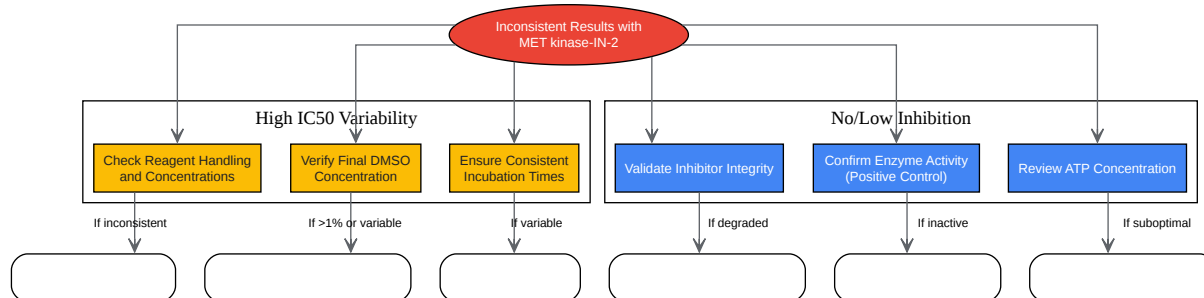 Inconsistent Results with
MET kinase-IN-2
High IC50 Variability
No/Low Inhibition
Check Reagent Handling
and Concentrations
Verify Final DMSO
Concentration
Ensure Consistent
Incubation Times
Validate Inhibitor Integrity
Confirm Enzyme Activity
(Positive Control)
Review ATP Concentration
If inconsistent
If >1% or variable
If variable
If degraded
If inactive
If suboptimal